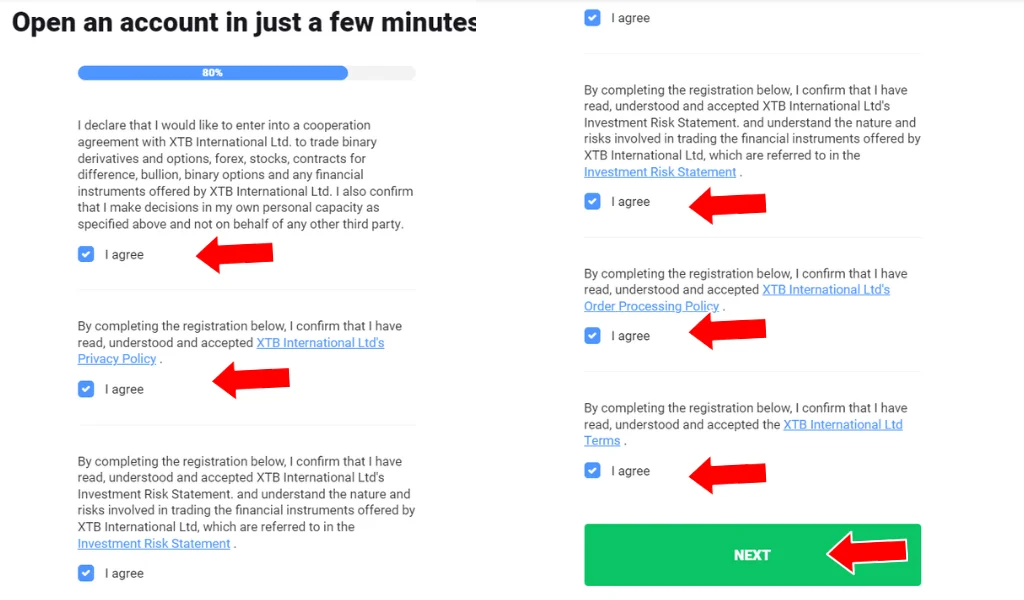 Open an account in just a few minutes
80%
I declare that I would like to enter into a cooperation
agreement with XTB International Ltd. to trade binary
derivatives and options, forex, stocks, contracts for
difference, bullion, binary options and any financial
instruments offered by XTB International Ltd. I also confirm
that I make decisions in my own personal capacity as
specified above and not on behalf of any other third party.
I agree
By completing the registration below, I confirm that I have
read, understood and accepted XTB International Ltd's
Privacy Policy .
I agree
By completing the registration below, I confirm that I have
read, understood and accepted XTB International Ltd's
Investment Risk Statement. and understand the nature and
risks involved in trading the financial instruments offered by
XTB International Ltd, which are referred to in the
Investment Risk Statement .
I agree
I agree
By completing the registration below, I confirm that I have
read, understood and accepted XTB International Ltd's
Investment Risk Statement. and understand the nature and
risks involved in trading the financial instruments offered by
XTB International Ltd, which are referred to in the
Investment Risk Statement .
I agree
By completing the registration below, I confirm that I have
read, understood and accepted XTB International Ltd's
Order Processing Policy .
I agree
By completing the registration below, I confirm that I have
read, understood and accepted the XTB International Ltd
Terms .
I agree
NEXT